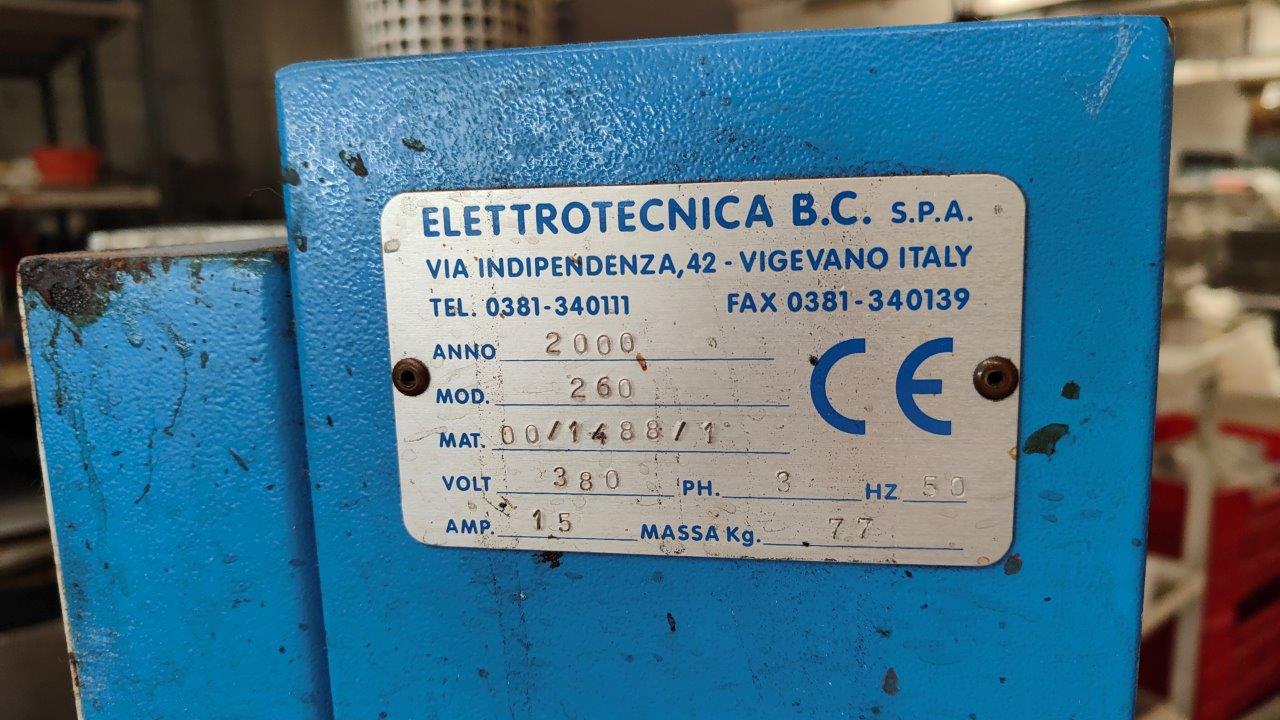 ELETTROTECNICA B.C. S.P.A.
VIA INDIPENDENZA, 42 - VIGEVANO ITALY
TEL. 0381-340111 FAX 0381-340139
ANNO 2000
MOD. 260
CE
MAT. 00/1488/1
VOLT 380 PH. 3 HZ 50
AMP. 15 MASSA Kg. 77